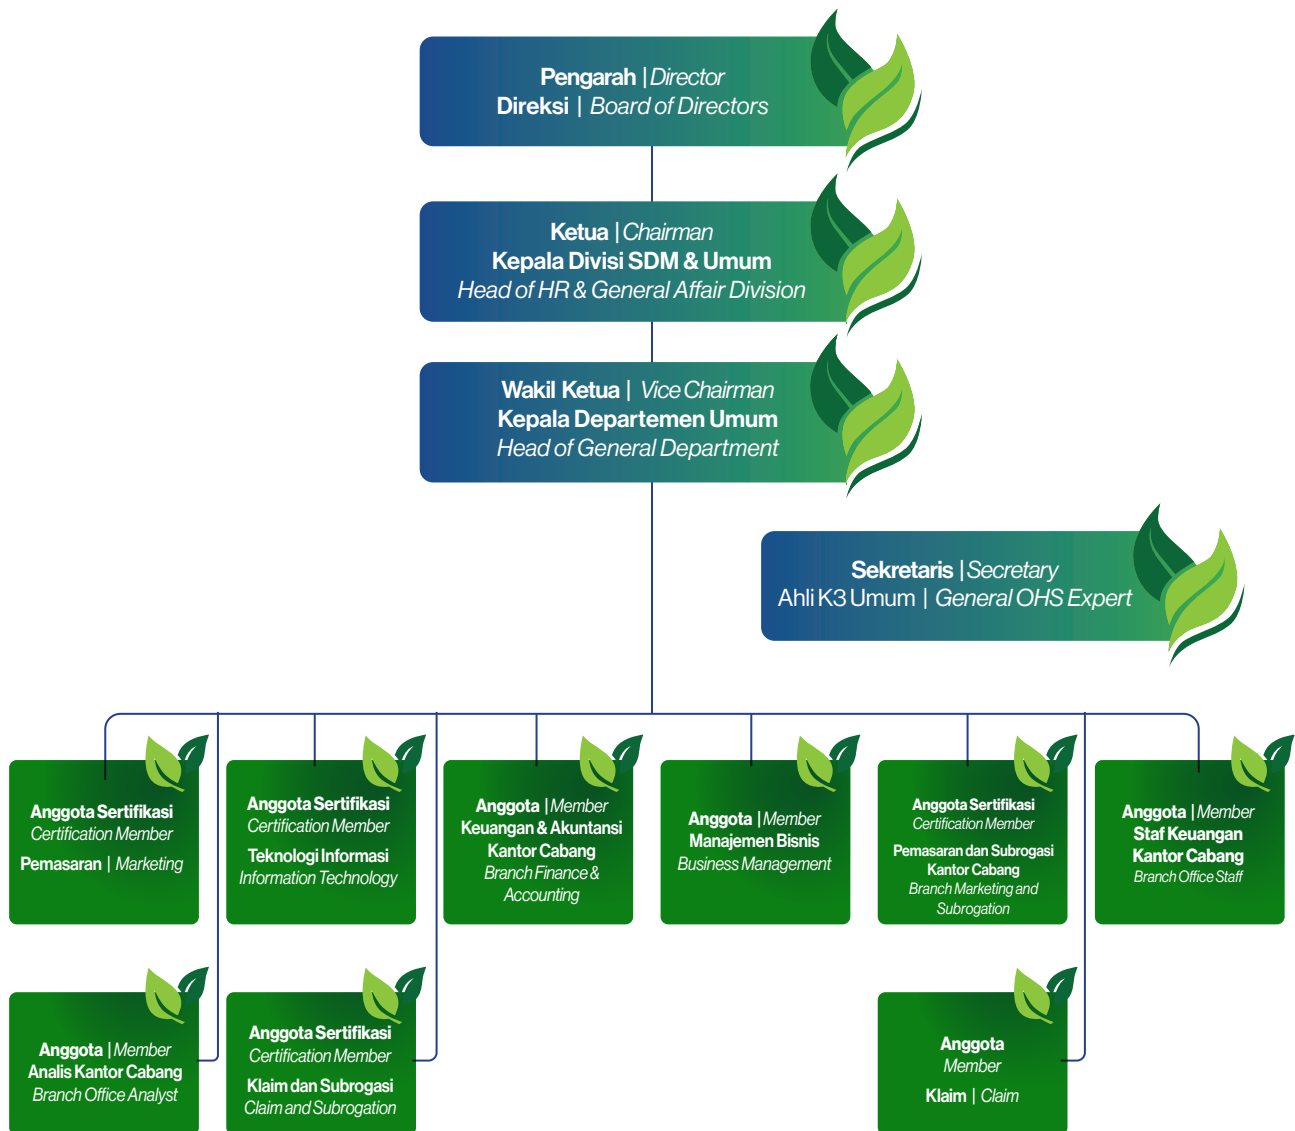 Pengarah | Director
Direksi | Board of Directors
Ketua | Chairman
Kepala Divisi SDM & Umum
Head of HR & General Affair Division
Wakil Ketua | Vice Chairman
Kepala Departemen Umum
Head of General Department
Sekretaris | Secretary
Ahli K3 Umum | General OHS Expert
Anggota Sertifikasi
Certification Member
Pemasaran | Marketing
Anggota Sertifikasi
Certification Member
Teknologi Informasi
Information Technology
Anggota | Member
Keuangan & Akuntansi
Kantor Cabang
Branch Finance &
Accounting
Anggota | Member
Manajemen Bisnis
Business Management
Anggota Sertifikasi
Certification Member
Pemasaran dan Subrogasi
Kantor Cabang
Branch Marketing and
Subrogation
Anggota | Member
Staf Keuangan
Kantor Cabang
Branch Office Staff
Anggota | Member
Analis Kantor Cabang
Branch Office Analyst
Anggota Sertifikasi
Certification Member
Klaim dan Subrogasi
Claim and Subrogation
Anggota
Member
Klaim | Claim